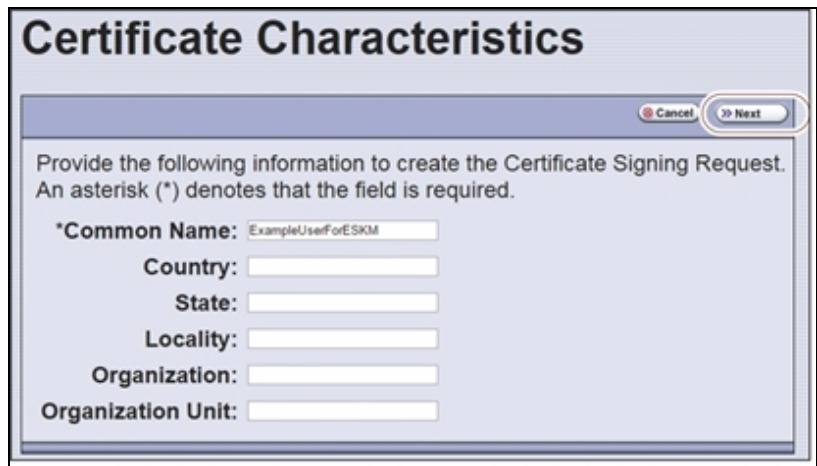 Certificate Characteristics
Cancel Next
Provide the following information to create the Certificate Signing Request.
An asterisk (*) denotes that the field is required.
*Common Name: ExampleUserForESKM
Country:
State:
Locality:
Organization:
Organization Unit: